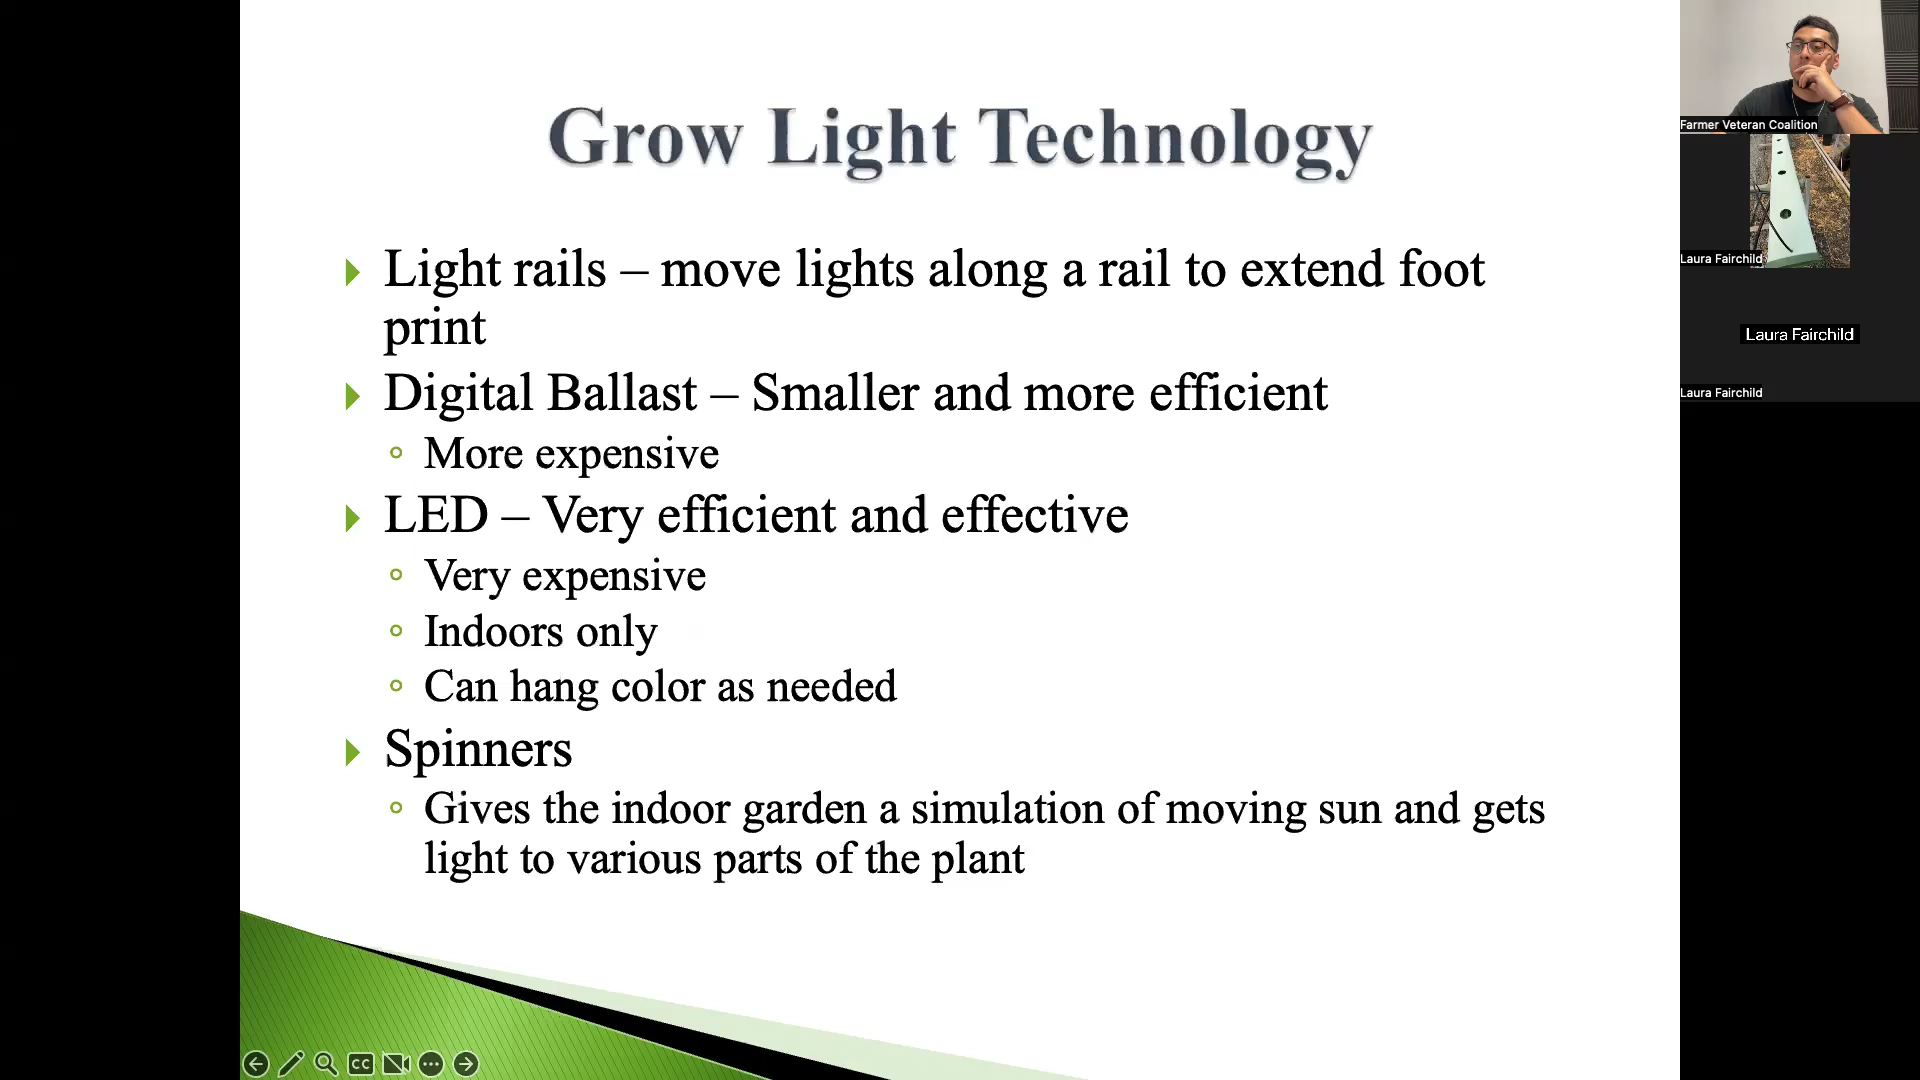 Grow Light Technology
Light rails – move lights along a rail to extend foot
print
Digital Ballast – Smaller and more efficient
More expensive
LED – Very efficient and effective
Very expensive
Indoors only
Can hang color as needed
Spinners
Gives the indoor garden a simulation of moving sun and gets
light to various parts of the plant
CC
Farmer Veteran Coalition
Laura Fairchild
Laura Fairchild
Laura Fairchild